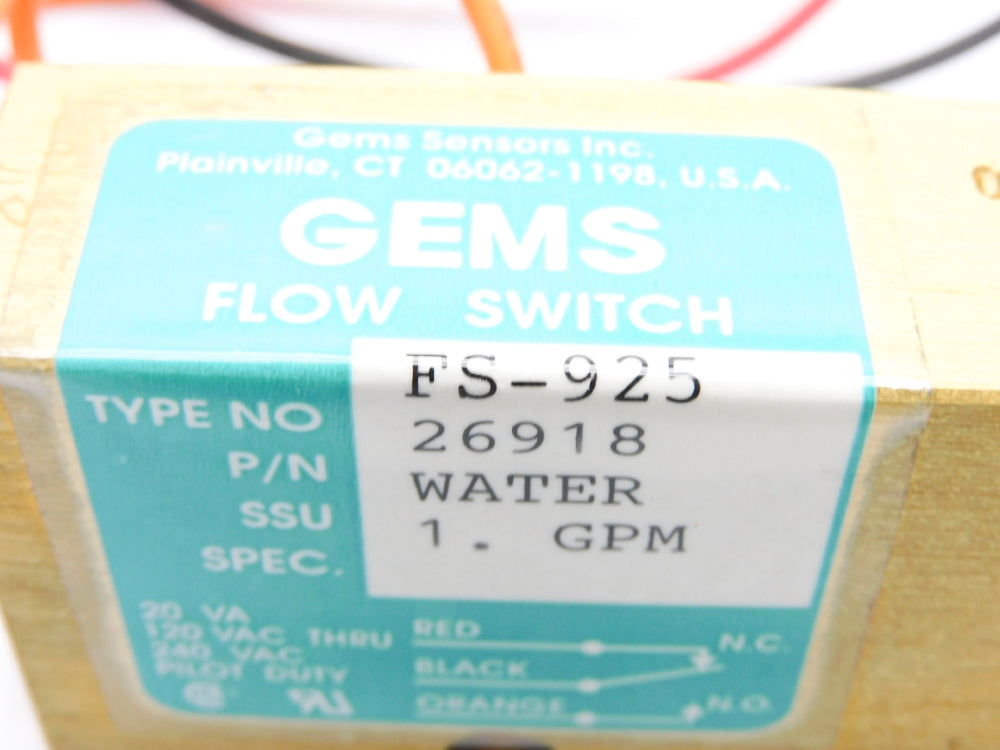 Gems Sensors Inc.
Plainville, CT 06062-1198, U.S.A.
GEMS
FLOW SWITCH
TYPE NO FS-925
P/N 26918
SSU WATER
SPEC. 1. GPM
20 VA
120 VAC THRU
240 VAC
PILOT DUTY
RED N.C.
BLACK
ORANGE N.O.